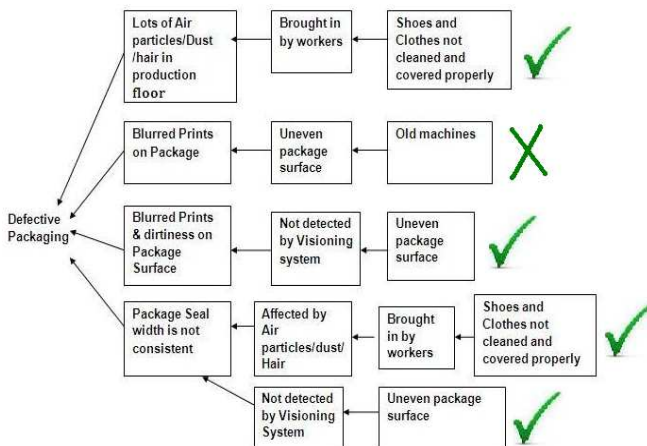 Lots of Air
particles/Dust
/hair in
production
floor
Brought in
by workers
Shoes and
Clothes not
cleaned and
covered properly
Blurred Prints
on Package
Uneven
package
surface
Old machines
Defective
Packaging
Blurred Prints
& dirtiness on
Package
Surface
Not detected
by Visioning
system
Uneven
package
surface
Package Seal
width is not
consistent
Affected by
Air
particles/dust/
Hair
Brought
in by
workers
Shoes and
Clothes not
cleaned and
covered properly
Not detected
by Visioning
System
Uneven package
surface